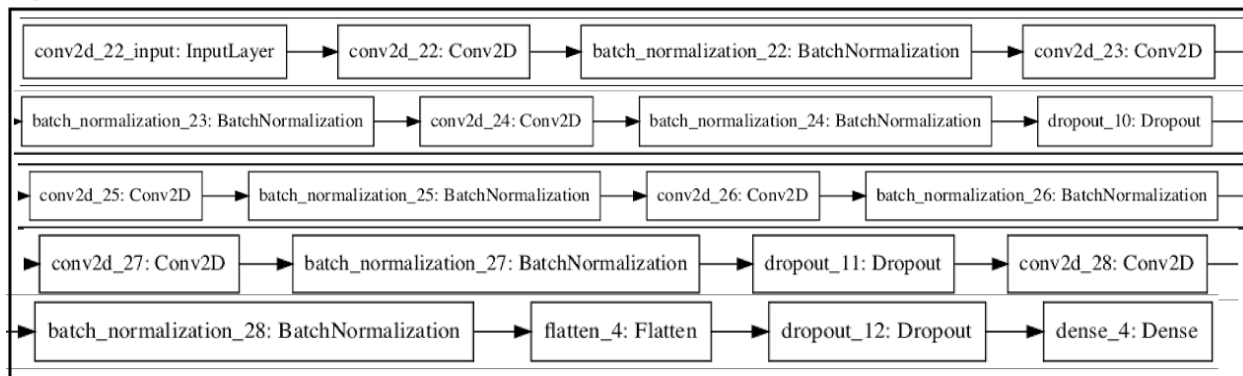 conv2d_22_input: InputLayer conv2d_22: Conv2D batch_normalization_22: BatchNormalization conv2d_23: Conv2D
batch_normalization_23: BatchNormalization conv2d_24: Conv2D batch_normalization_24: BatchNormalization dropout_10: Dropout
conv2d_25: Conv2D batch_normalization_25: BatchNormalization conv2d_26: Conv2D batch_normalization_26: BatchNormalization
conv2d_27: Conv2D batch_normalization_27: BatchNormalization dropout_11: Dropout conv2d_28: Conv2D
batch_normalization_28: BatchNormalization flatten_4: Flatten dropout_12: Dropout dense_4: Dense